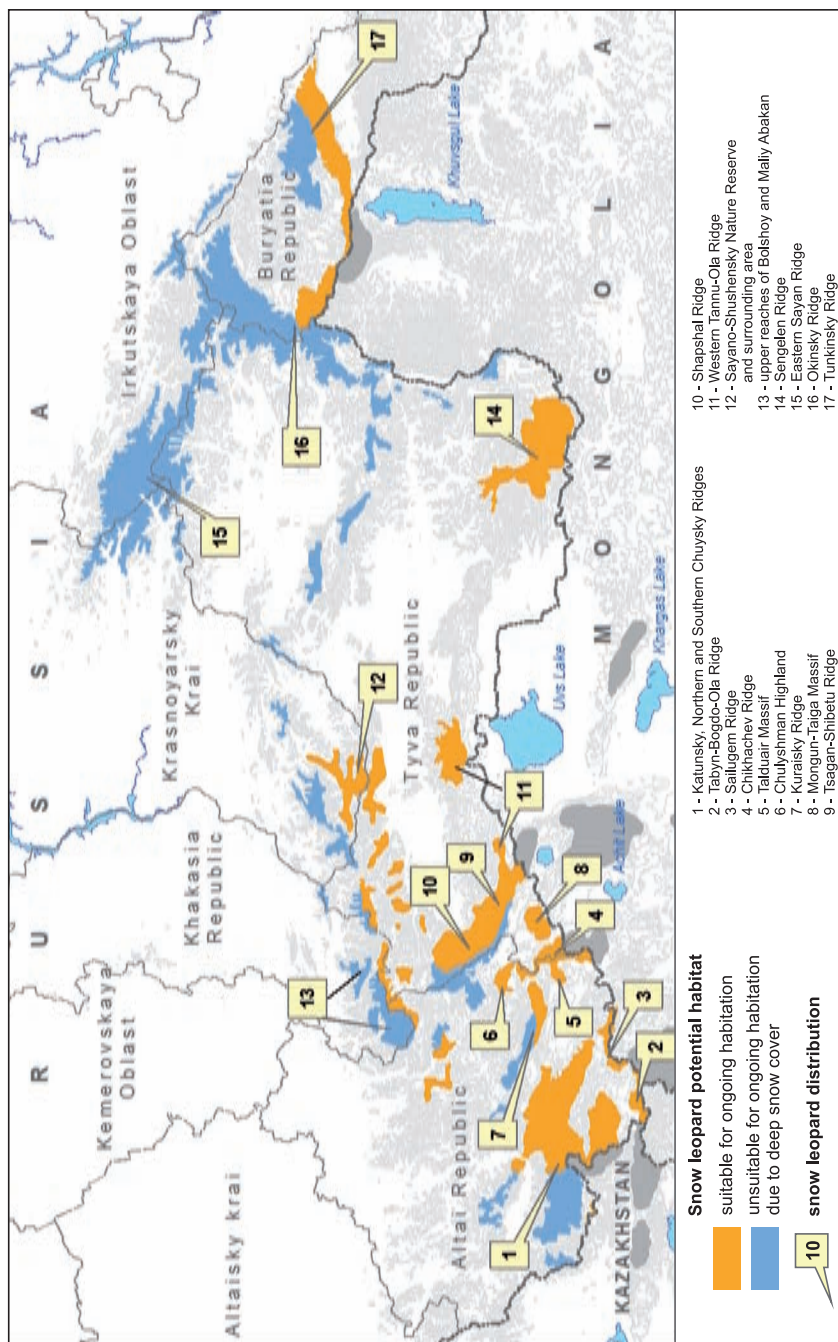 R U S S I A
Kemerovskaya
Oblast
Khakasia
Republic
Krasnoyarsky
Krai
Irkutskaya Oblast
Altaisky krai
Altai Republic
Tyva Republic
Buryatia
Republic
KAZAKHSTAN
M O N G O L I A
Uvs Lake
Achit Lake
Khargas Lake
Khuvsgul Lake
1
2
3
4
5
6
7
8
9
10
11
12
13
14
15
16
17
Snow leopard potential habitat
suitable for ongoing habitation
unsuitable for ongoing habitation
due to deep snow cover
10 snow leopard distribution
1 - Katunsky, Northern and Southern Chuysky Ridges
2 - Tabyn-Bogdo-Ola Ridge
3 - Sailugem Ridge
4 - Chikhachev Ridge
5 - Talduair Massif
6 - Chulyshman Highland
7 - Kuraisky Ridge
8 - Mongun-Taiga Massif
9 - Tsagan-Shibetu Ridge
10 - Shapshal Ridge
11 - Western Tannu-Ola Ridge
12 - Sayano-Shushensky Nature Reserve
and surrounding area
13 - upper reaches of Bolshoy and Maliy Abakan
14 - Sengelen Ridge
15 - Eastern Sayan Ridge
16 - Okinsky Ridge
17 - Tunkinsky Ridge